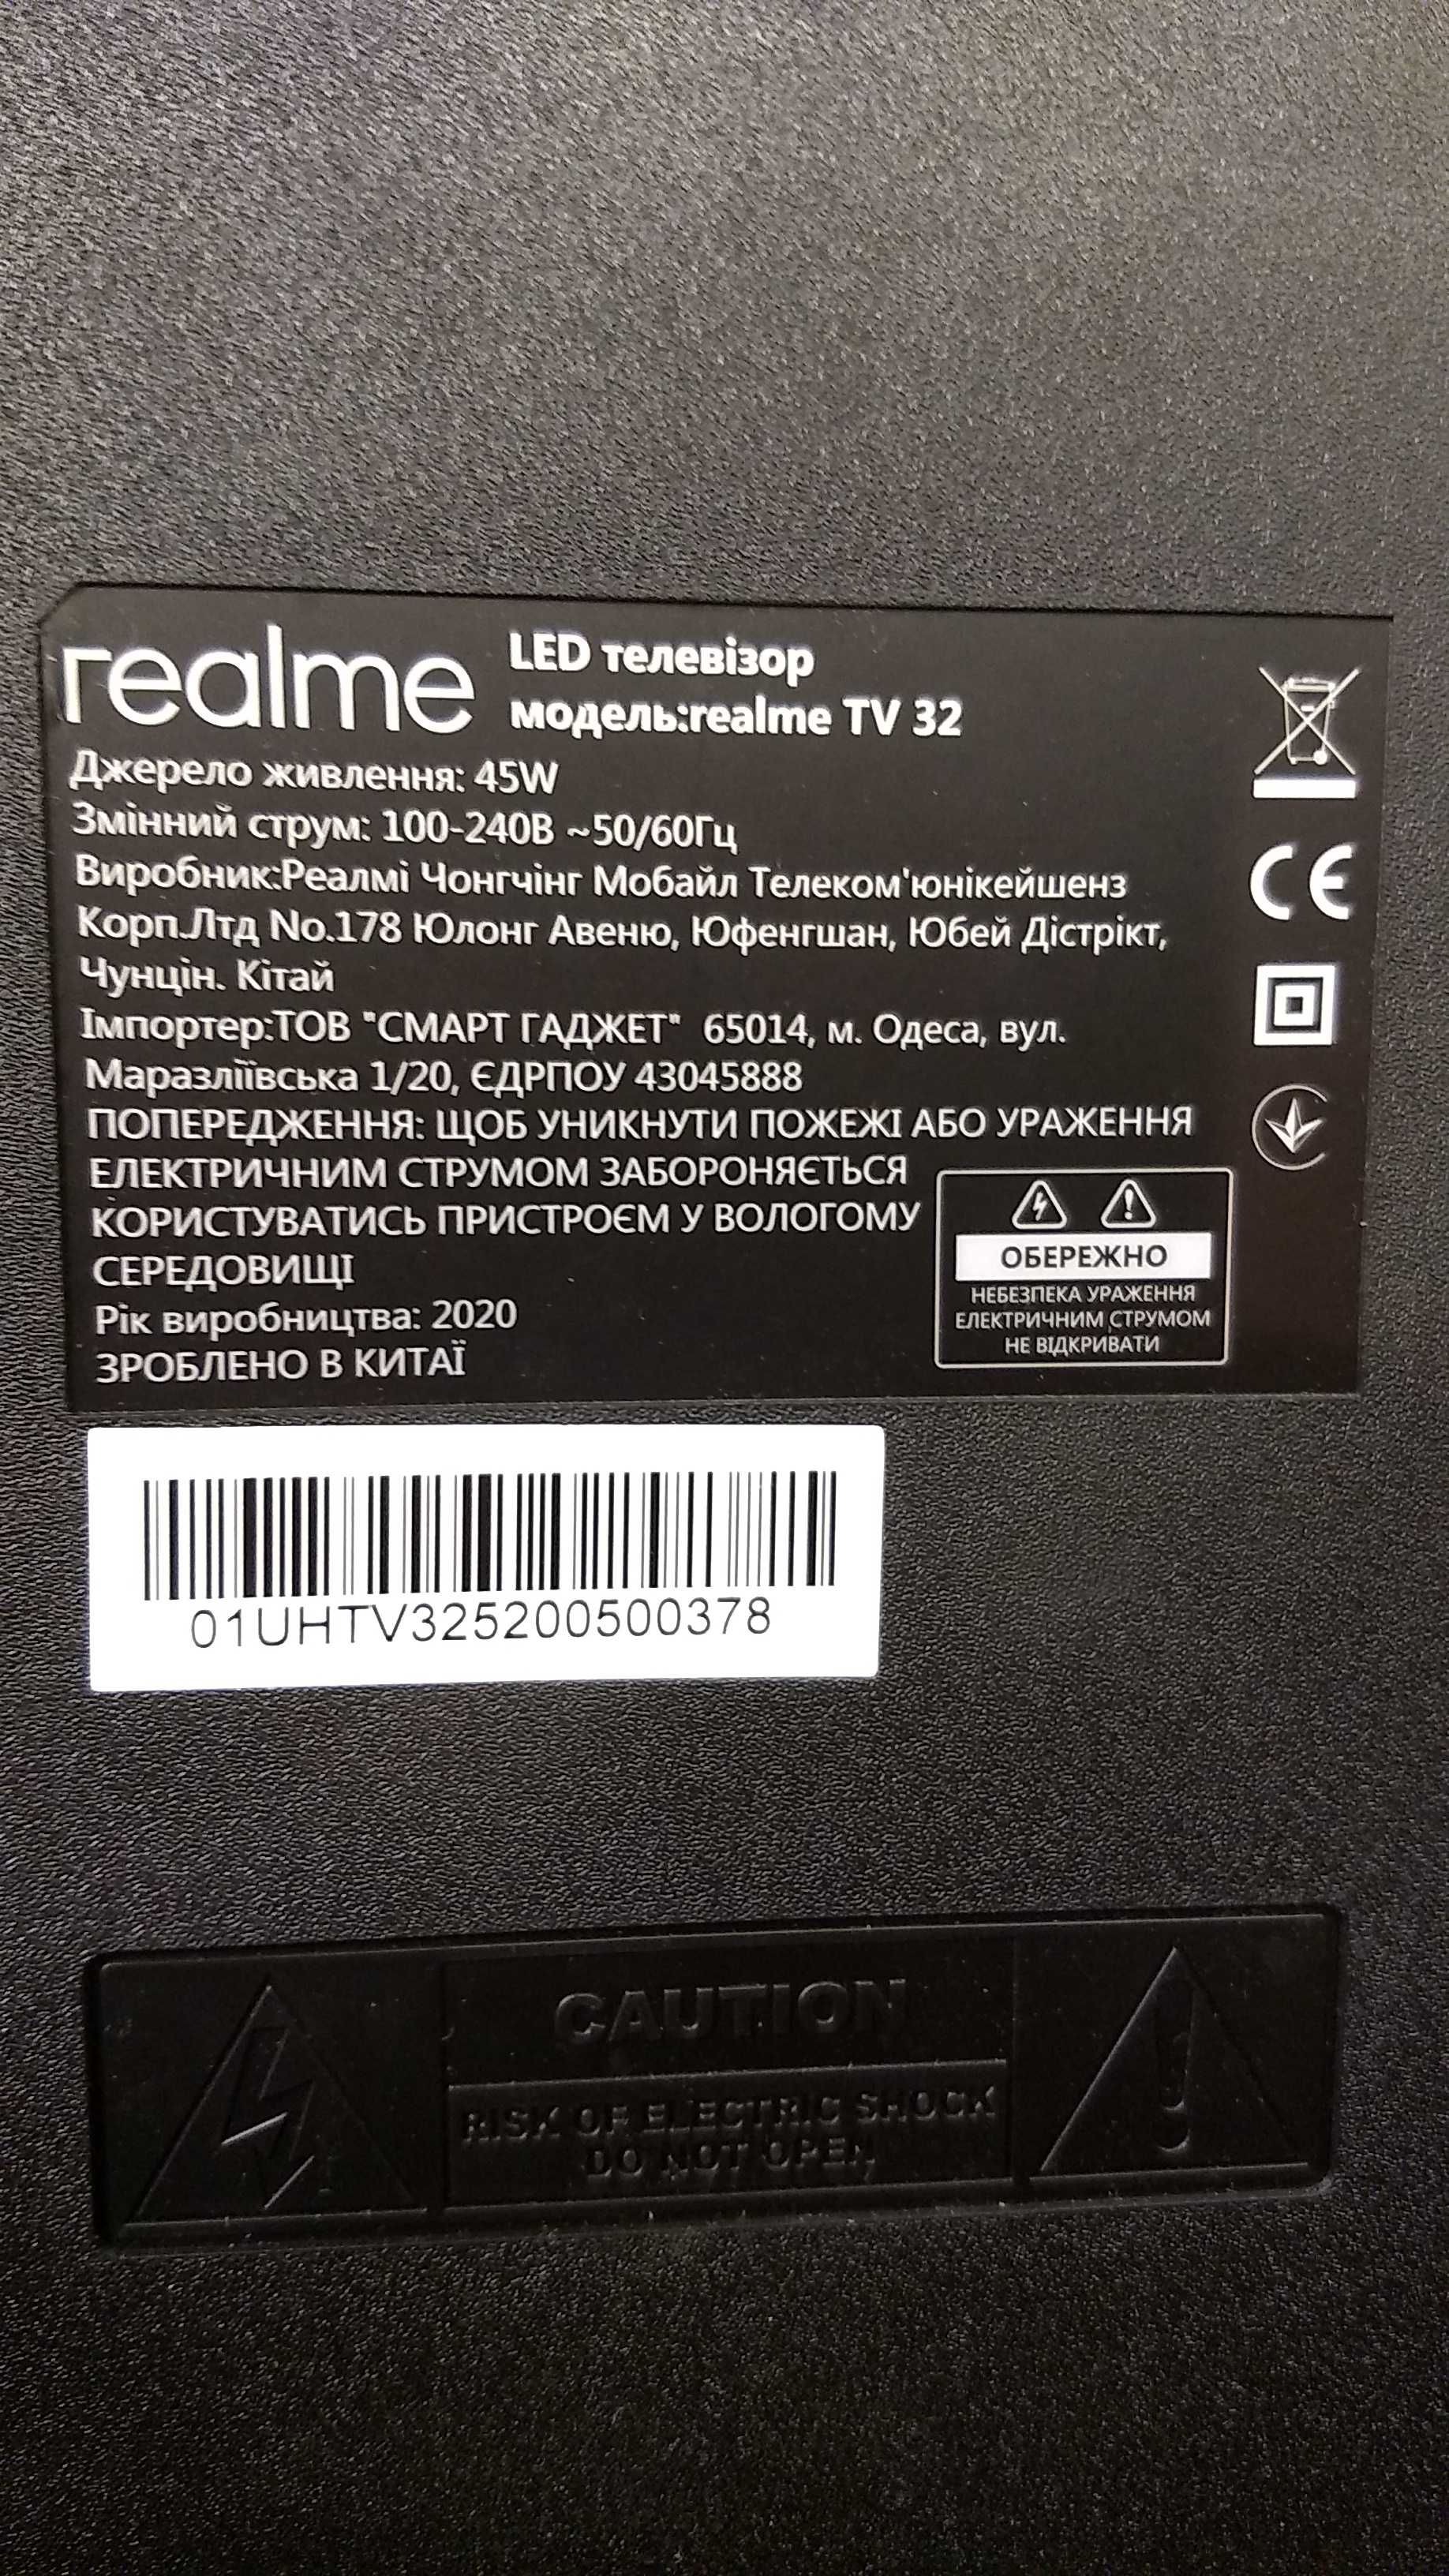 realme
LED телевізор
модель:realme TV 32
Джерело живлення: 45W
Змінний струм: 100-240В ~50/60Гц
Виробник:Реалмі Чонгчінг Мобайл Телеком'юнікейшенз
Корп.Лтд No.178 Юлонг Авеню, Юфенгшан, Юбей Дістрікт,
Чунцін. Кітай
Імпортер:ТОВ "СМАРТ ГАДЖЕТ" 65014, м. Одеса, вул.
Маразліївська 1/20, ЄДРПОУ 43045888
ПОПЕРЕДЖЕННЯ: ЩОБ УНИКНУТИ ПОЖЕЖІ АБО УРАЖЕННЯ
ЕЛЕКТРИЧНИМ СТРУМОМ ЗАБОРОНЯЄТЬСЯ
КОРИСТУВАТИСЬ ПРИСТРОЄМ У ВОЛОГОМУ
СЕРЕДОВИЩІ
Рік виробництва: 2020
ЗРОБЛЕНО В КИТАЇ
CE
ОБЕРЕЖНО
НЕБЕЗПЕКА УРАЖЕННЯ
ЕЛЕКТРИЧНИМ СТРУМОМ
НЕ ВІДКРИВАТИ
01UHTV325200500378
CAUTION
RISK OF ELECTRIC SHOCK
DO NOT OPEN